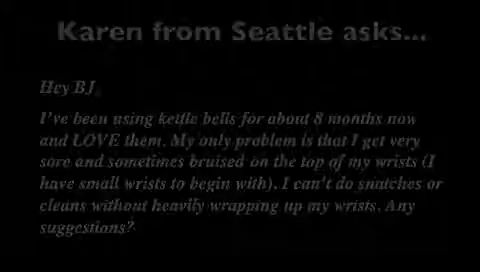 Karen from Seattle asks...
Hey BJ,
I've been using kettle bells for about 8 months now
and LOVE them. My only problem is that I get very
sore and sometimes bruised on the top of my wrists (I
have small wrists to begin with). I can't do snatches or
cleans without heavily wrapping up my wrists. Any
suggestions?